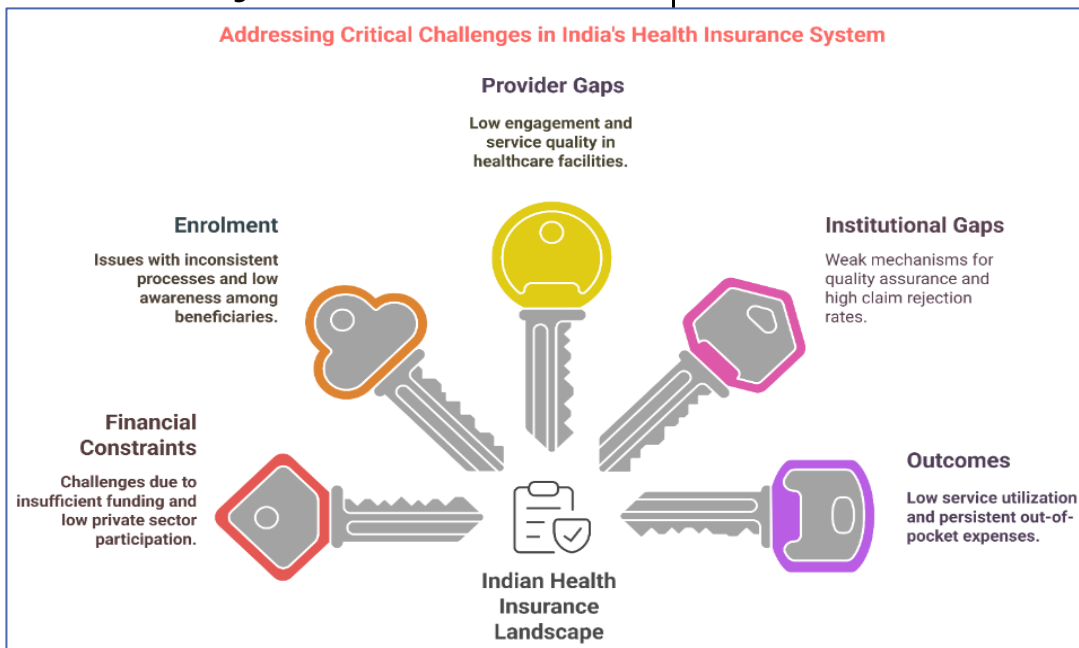 Addressing Critical Challenges in India's Health Insurance System
Provider Gaps
Low engagement and
service quality in
healthcare facilities.
Enrolment
Issues with inconsistent
processes and low
awareness among
beneficiaries.
Institutional Gaps
Weak mechanisms for
quality assurance and
high claim rejection
rates.
Financial
Constraints
Challenges due to
insufficient funding and
low private sector
participation.
Outcomes
Low service utilization
and persistent out-of-
pocket expenses.
Indian Health
Insurance
Landscape